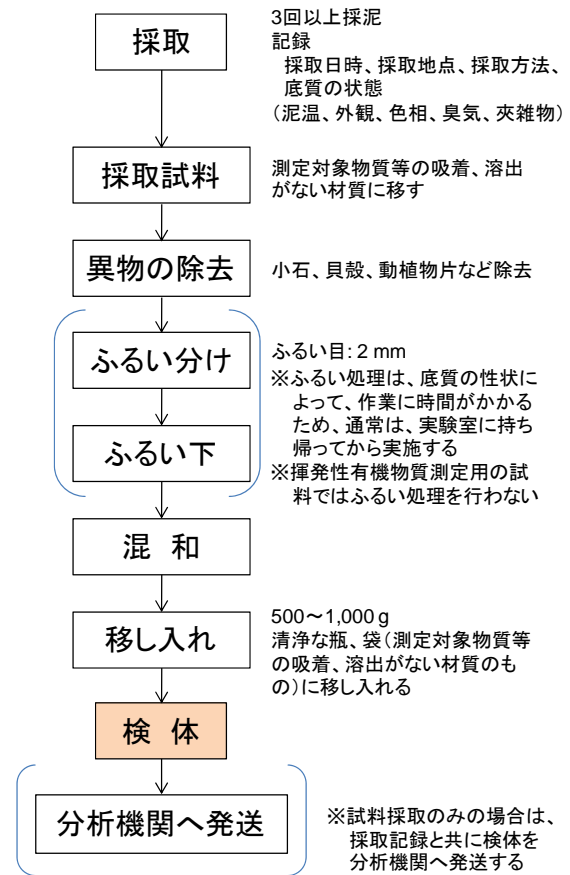 採取
3回以上採泥
記録
採取日時、採取地点、採取方法、
底質の状態
(泥温、外観、色相、臭気、夾雑物)
採取試料
測定対象物質等の吸着、溶出
がない材質に移す
異物の除去
小石、貝殻、動植物片など除去
ふるい分け
ふるい目: 2 mm
※ふるい処理は、底質の性状に
よって、作業に時間がかかる
ため、通常は、実験室に持ち
帰ってから実施する
ふるい下
※揮発性有機物質測定用の試
料ではふるい処理を行わない
混 和
移し入れ
500～1,000 g
清浄な瓶、袋(測定対象物質等
の吸着、溶出がない材質のも
の)に移し入れる
検 体
分析機関へ発送
※試料採取のみの場合は、
採取記録と共に検体を
分析機関へ発送する